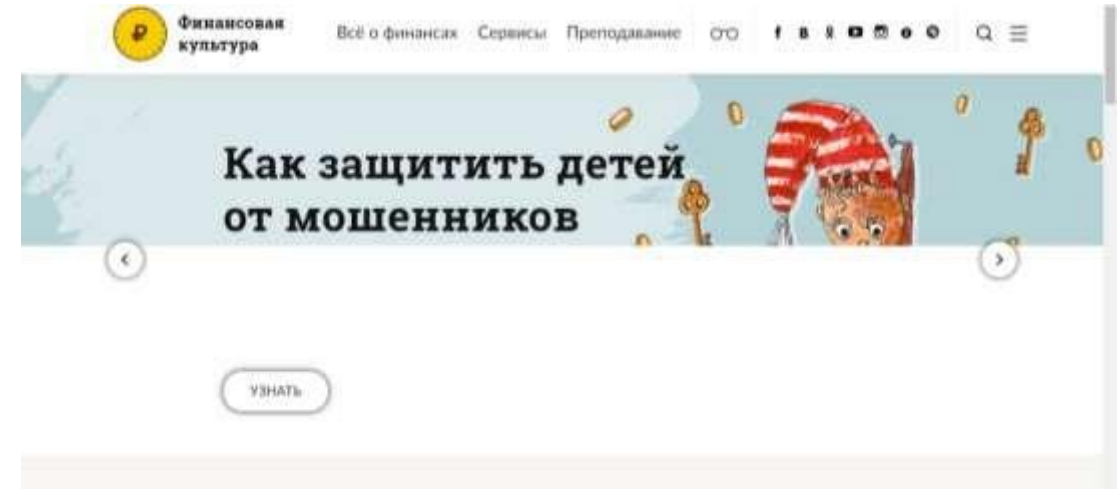 Финансовая
культура
Всё о финансах Сервисы Преподавание
Как защитить детей
от мошенников
УЗНАТЬ